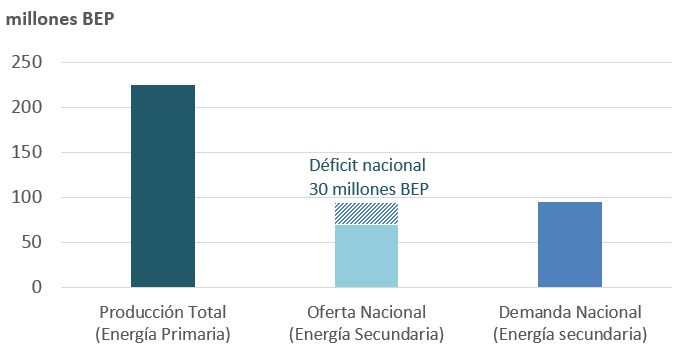 millones BEP
250
200
150
100
50
0
Déficit nacional
30 millones BEP
Producción Total
(Energía Primaria)
Oferta Nacional
(Energía Secundaria)
Demanda Nacional
(Energía secundaria)